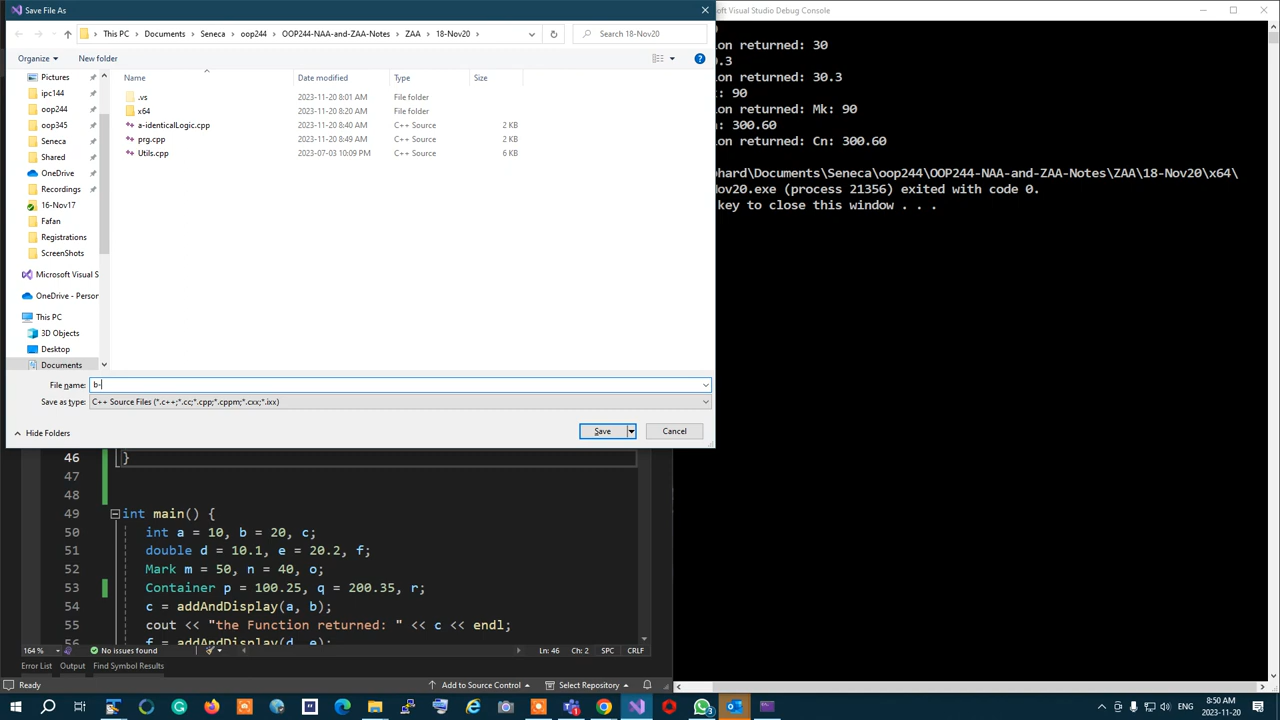 Save File As
oft Visual Studio Debug Console
This PC > Documents > Seneca > oop244 > OOP244-NAA-and-ZAA-Notes > ZAA > 18-Nov20 >
Search 18-Nov20
Organize
New folder
Pictures
ipc144
oop244
oop345
Seneca
Shared
OneDrive
Recordings
16-Nov17
Fafan
Registrations
ScreenShots
Microsoft Visual S
OneDrive - Person
This PC
3D Objects
Desktop
Documents
Name Date modified Type Size
.vs 2023-11-20 8:01 AM File folder
x64 2023-11-20 8:20 AM File folder
a-identicalLogic.cpp 2023-11-20 8:40 AM C++ Source 2 KB
prg.cpp 2023-11-20 8:49 AM C++ Source 2 KB
Utils.cpp 2023-07-03 10:09 PM C++ Source 6 KB
File name: b-
Save as type: C++ Source Files (*.c++;*.cc;*.cpp;*.cppm;*.cxx;*.ixx)
Hide Folders
Save
Cancel
ion returned: 30
.3
ion returned: 30.3
: 90
ion returned: Mk: 90
: 300.60
ion returned: Cn: 300.60
phard\Documents\Seneca\oop244\OOP244-NAA-and-ZAA-Notes\ZAA\18-Nov20\x64\
Nov20.exe (process 21356) exited with code 0.
key to close this window . . .
46 }
47
48
49 int main() {
50 int a = 10, b = 20, c;
51 double d = 10.1, e = 20.2, f;
52 Mark m = 50, n = 40, o;
53 Container p = 100.25, q = 200.35, r;
54 c = addAndDisplay(a, b);
55 cout << "the Function returned: " << c << endl;
56 f = addAndDisplay(d, e);
164 %
No issues found
Ln: 46 Ch: 2 SPC CRLF
Error List Output Find Symbol Results
Ready
Add to Source Control
Select Repository
ENG
8:50 AM
2023-11-20